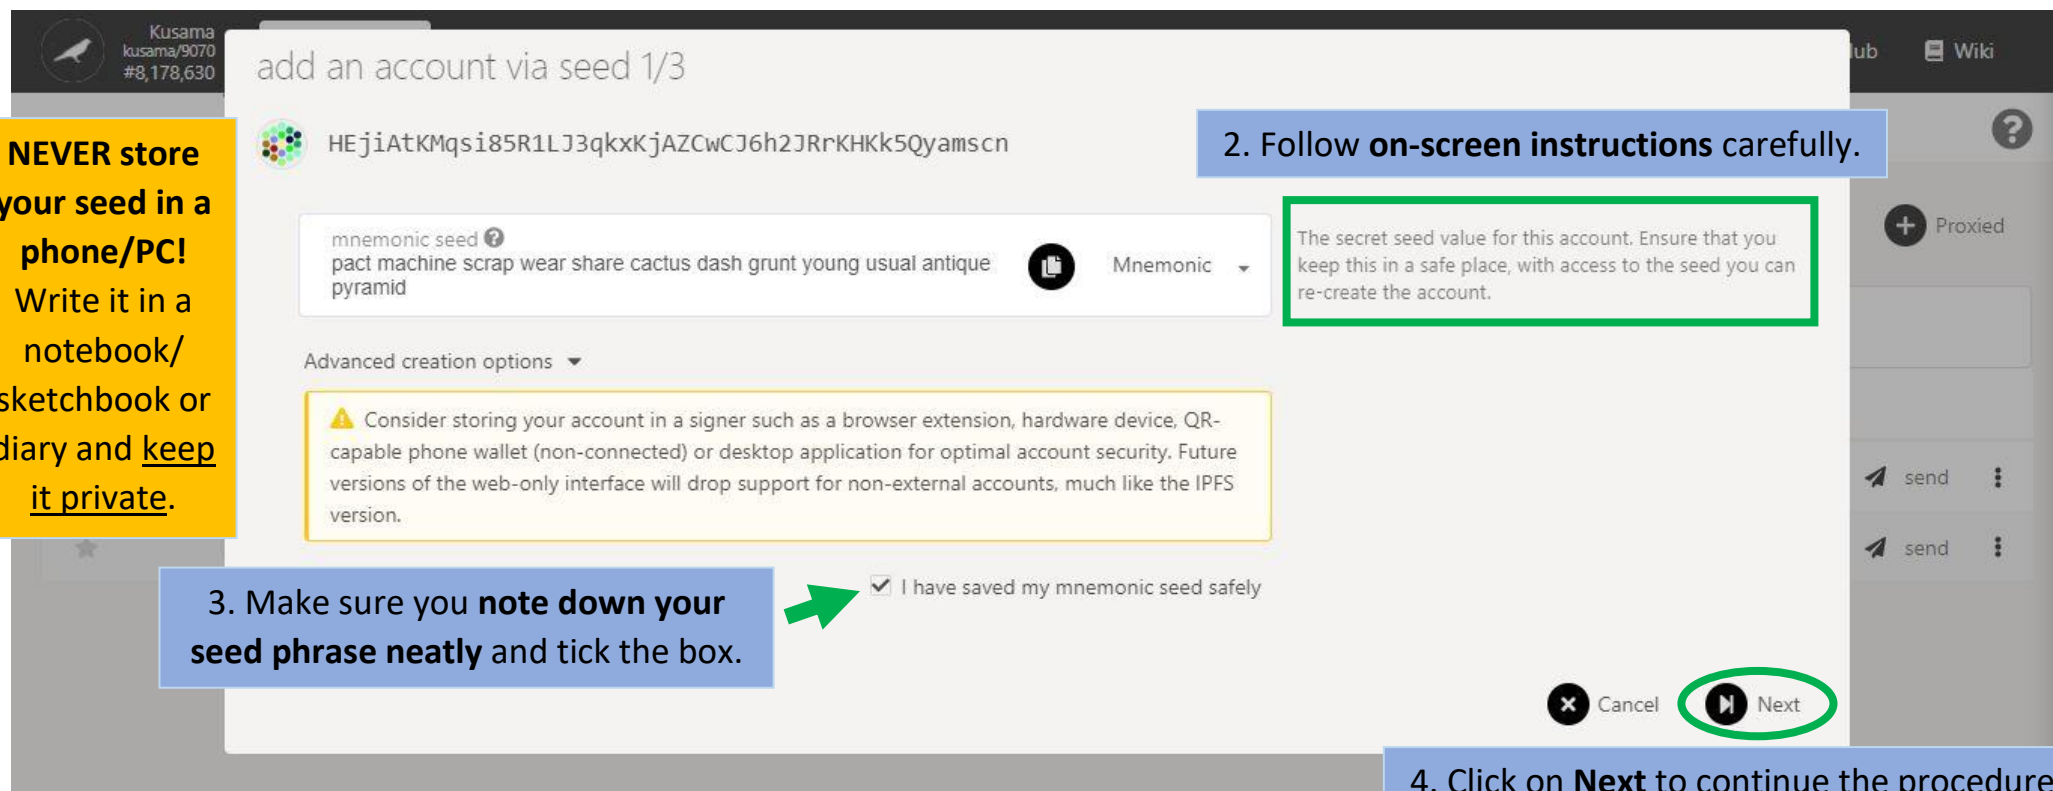 Kusama
kusama/9070
#8,178,630
Wiki
add an account via seed 1/3
HEjiAtKMqsi85R1LJ3qkxKjAZCwCJ6h2JRrKHKk5Qyamscn
2. Follow on-screen instructions carefully.
NEVER store
your seed in a
phone/PC!
Write it in a
notebook/
sketchbook or
diary and keep
it private.
mnemonic seed
pact machine scrap wear share cactus dash grunt young usual antique
pyramid
Mnemonic
The secret seed value for this account. Ensure that you
keep this in a safe place, with access to the seed you can
re-create the account.
Proxied
Advanced creation options
Consider storing your account in a signer such as a browser extension, hardware device, QR-
capable phone wallet (non-connected) or desktop application for optimal account security. Future
versions of the web-only interface will drop support for non-external accounts, much like the IPFS
version.
send
send
I have saved my mnemonic seed safely
3. Make sure you note down your
seed phrase neatly and tick the box.
Cancel
Next
4. Click on Next to continue the procedure